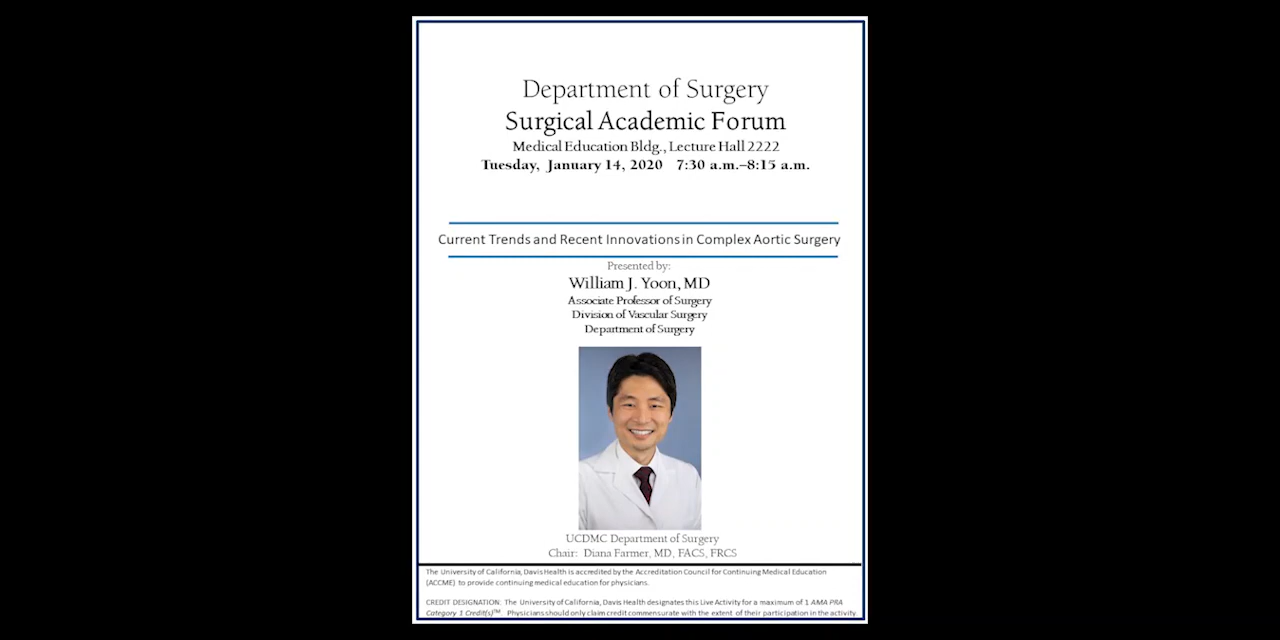 Department of Surgery
Surgical Academic Forum
Medical Education Bldg., Lecture Hall 2222
Tuesday, January 14, 2020 7:30 a.m.–8:15 a.m.
Current Trends and Recent Innovations in Complex Aortic Surgery
Presented by:
William J. Yoon, MD
Associate Professor of Surgery
Division of Vascular Surgery
Department of Surgery
UCDMC Department of Surgery
Chair: Diana Farmer, MD, FACS, FRCS
The University of California, Davis Health is accredited by the Accreditation Council for Continuing Medical Education
(ACCME) to provide continuing medical education for physicians.
CREDIT DESIGNATION: The University of California, Davis Health designates this Live Activity for a maximum of 1 AMA PRA
Category 1 Credit(s)™. Physicians should only claim credit commensurate with the extent of their participation in the activity.